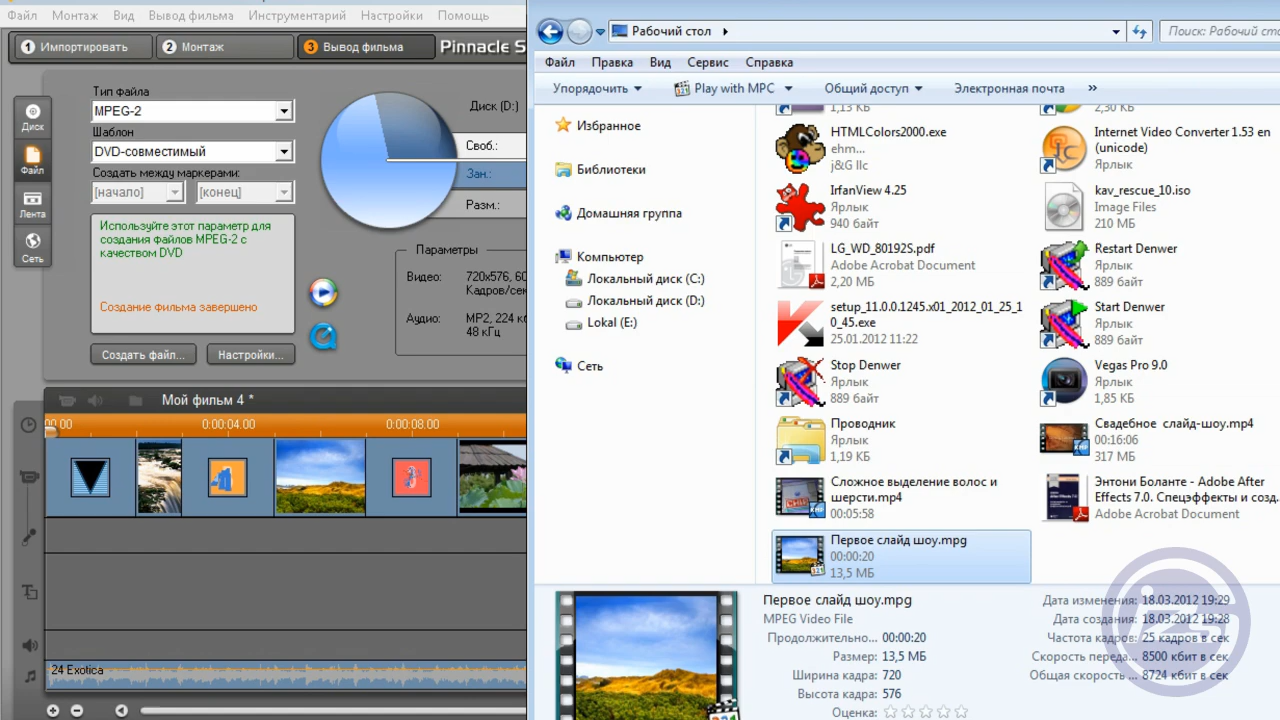 Файл Монтаж Вид Вывод фильма Инструментарий Настройки Помощь
1 Импортировать 2 Монтаж 3 Вывод фильма Pinnacle S
Диск
Файл
Лента
Сеть
Тип файла
MPEG-2
Шаблон
DVD-совместимый
Создать между маркерами:
[начало] [конец]
Используйте этот параметр для
создания файлов MPEG-2 с
качеством DVD
Создание фильма завершено
Создать файл... Настройки...
Диск (D:)
Своб.:
Зан.:
Разм.:
Параметры
Видео: 720x576, 60
Кадров/сек
Аудио: MP2, 224 кб
48 кГц
Мой фильм 4 *
00.00 0:00:04.00 0:00:08.00
24 Exotica
Рабочий стол
Поиск: Рабочий сто
Файл Правка Вид Сервис Справка
Упорядочить Play with MPC Общий доступ Электронная почта »
Избранное
Библиотеки
Домашняя группа
Компьютер
Локальный диск (C:)
Локальный диск (D:)
Lokal (E:)
Сеть
1,13 КБ
2,30 КБ
HTMLColors2000.exe
ehm...
j&G llc
Internet Video Converter 1.53 en
(unicode)
Ярлык
IrfanView 4.25
Ярлык
940 байт
kav_rescue_10.iso
Image Files
210 МБ
LG_WD_80192S.pdf
Adobe Acrobat Document
2,20 МБ
Restart Denwer
Ярлык
889 байт
setup_11.0.0.1245.x01_2012_01_25_1
0_45.exe
25.01.2012 11:22
Start Denwer
Ярлык
889 байт
Stop Denwer
Ярлык
889 байт
Vegas Pro 9.0
Ярлык
1,85 КБ
Проводник
Ярлык
1,19 КБ
Свадебное слайд-шоу.mp4
00:16:06
317 МБ
Сложное выделение волос и
шерсти.mp4
00:05:58
Энтони Боланте - Adobe After
Effects 7.0. Спецэффекты и созд.
Adobe Acrobat Document
Первое слайд шоу.mpg
00:00:20
13,5 МБ
Первое слайд шоу.mpg
MPEG Video File
Продолжительно... 00:00:20
Размер: 13,5 МБ
Ширина кадра: 720
Высота кадра: 576
Оценка:
Дата изменения: 18.03.2012 19:29
Дата создания: 18.03.2012 19:28
Частота кадров: 25 кадров в сек
Скорость переда... 8500 кбит в сек
Общая скорость ... 8724 кбит в сек